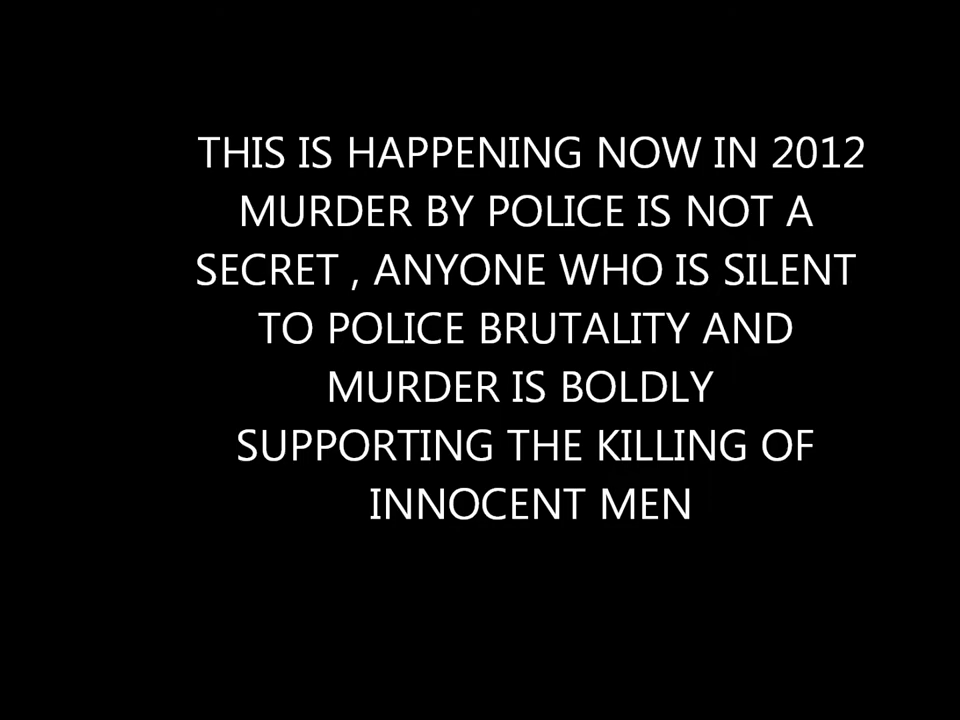 THIS IS HAPPENING NOW IN 2012
MURDER BY POLICE IS NOT A
SECRET , ANYONE WHO IS SILENT
TO POLICE BRUTALITY AND
MURDER IS BOLDLY
SUPPORTING THE KILLING OF
INNOCENT MEN